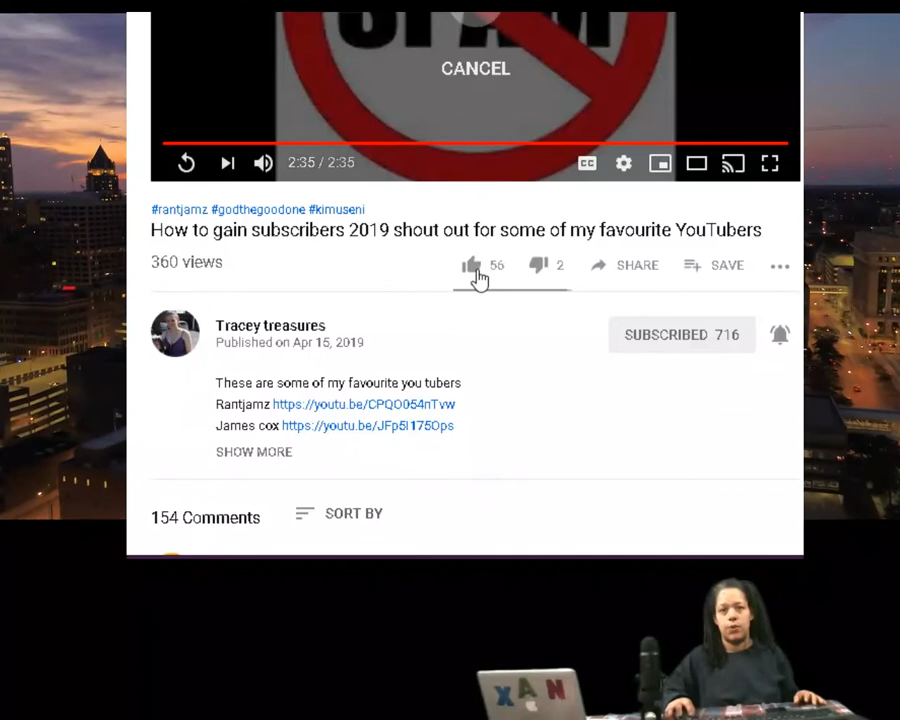 SPAM
CANCEL
2:35 / 2:35
CC
#rantjamz #godthegoodone #kimuseni
How to gain subscribers 2019 shout out for some of my favourite YouTubers
360 views
56
2
SHARE
SAVE
Tracey treasures
Published on Apr 15, 2019
SUBSCRIBED 716
These are some of my favourite you tubers
Rantjamz https://youtu.be/CPQO054nTvw
James cox https://youtu.be/JFp5I175Ops
SHOW MORE
154 Comments
SORT BY
XAN